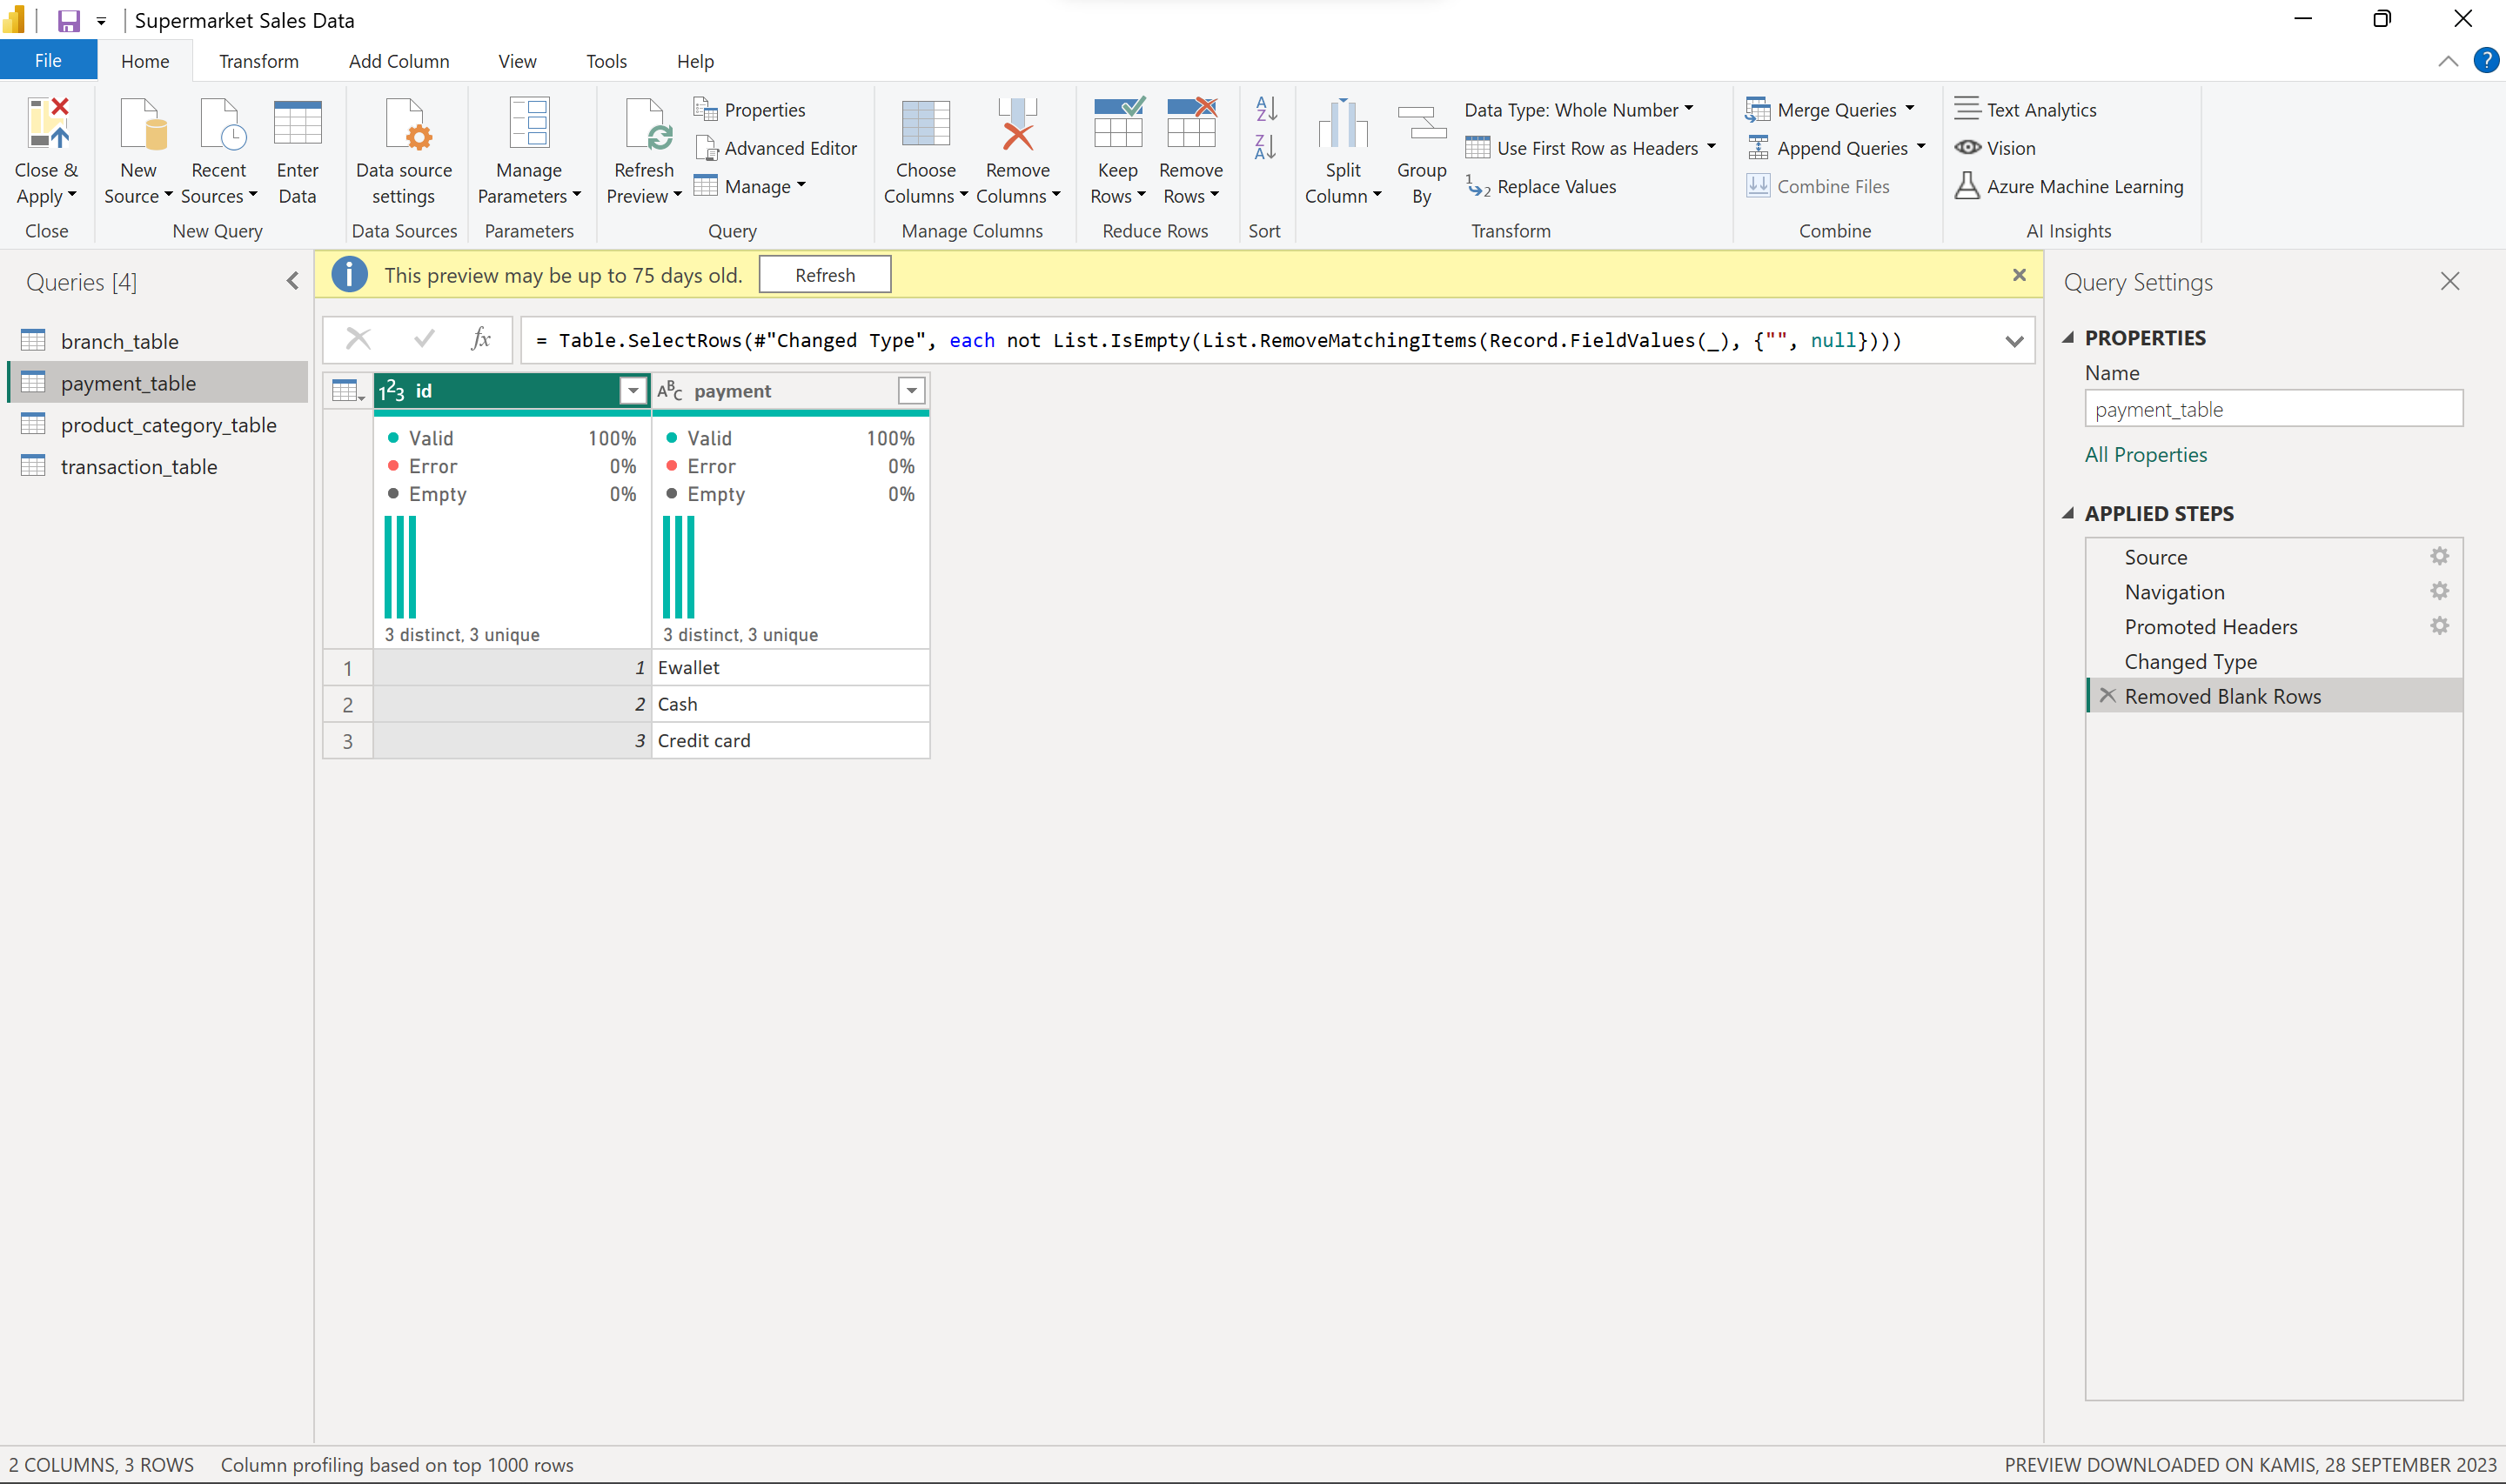 Supermarket Sales Data
File Home Transform Add Column View Tools Help
Close & Apply
Close
New Source
Recent Sources
Enter Data
New Query
Data source settings
Data Sources
Manage Parameters
Parameters
Refresh Preview
Properties
Advanced Editor
Manage
Query
Choose Columns
Remove Columns
Manage Columns
Keep Rows
Remove Rows
Reduce Rows
Sort
Split Column
Group By
Data Type: Whole Number
Use First Row as Headers
Replace Values
Transform
Merge Queries
Append Queries
Combine Files
Combine
Text Analytics
Vision
Azure Machine Learning
AI Insights
Queries [4]
branch_table
payment_table
product_category_table
transaction_table
This preview may be up to 75 days old. Refresh
fx = Table.SelectRows(#"Changed Type", each not List.IsEmpty(List.RemoveMatchingItems(Record.FieldValues(_), {"", null})))
123 id ABC payment
Valid 100% Valid 100%
Error 0% Error 0%
Empty 0% Empty 0%
3 distinct, 3 unique 3 distinct, 3 unique
1 1 Ewallet
2 2 Cash
3 3 Credit card
Query Settings
PROPERTIES
Name
payment_table
All Properties
APPLIED STEPS
Source
Navigation
Promoted Headers
Changed Type
Removed Blank Rows
2 COLUMNS, 3 ROWS Column profiling based on top 1000 rows
PREVIEW DOWNLOADED ON KAMIS, 28 SEPTEMBER 2023